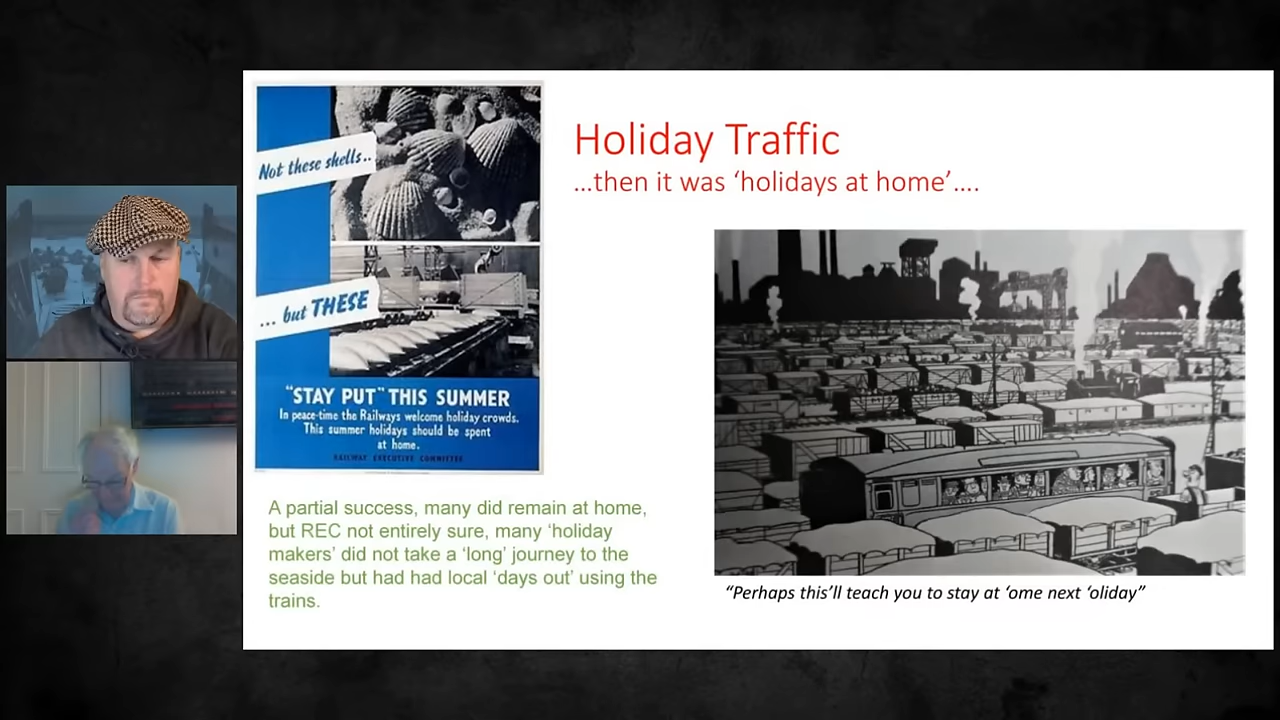 Not these shells..
... but THESE
"STAY PUT" THIS SUMMER
In peace-time the Railways welcome holiday crowds.
This summer holidays should be spent
at home.
RAILWAY EXECUTIVE COMMITTEE
Holiday Traffic
...then it was ‘holidays at home’....
A partial success, many did remain at home,
but REC not entirely sure, many ‘holiday
makers’ did not take a ‘long’ journey to the
seaside but had had local ‘days out’ using the
trains.
“Perhaps this’ll teach you to stay at ‘ome next ‘oliday”